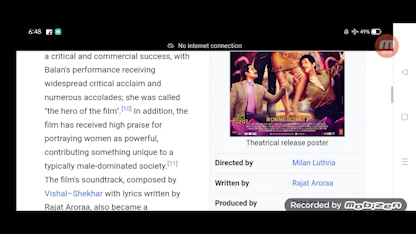 6:48
49%
No internet connection
a critical and commercial success, with
Balan's performance receiving
widespread critical acclaim and
numerous accolades; she was called
"the hero of the film".[10] In addition, the
film has received high praise for
portraying women as powerful,
contributing something unique to a
typically male-dominated society.[11]
The film's soundtrack, composed by
Vishal–Shekhar with lyrics written by
Rajat Aroraa, also became a
Theatrical release poster
Directed by Milan Luthria
Written by Rajat Aroraa
Produced by
Recorded by Mobizen